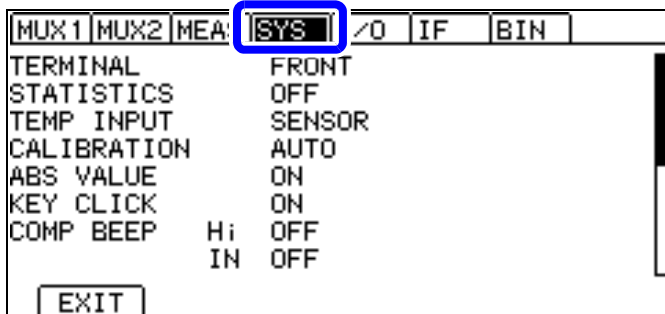 MUX1 MUX2 MEA SYS /O IF BIN
TERMINAL FRONT
STATISTICS OFF
TEMP INPUT SENSOR
CALIBRATION AUTO
ABS VALUE ON
KEY CLICK ON
COMP BEEP Hi OFF
IN OFF
EXIT